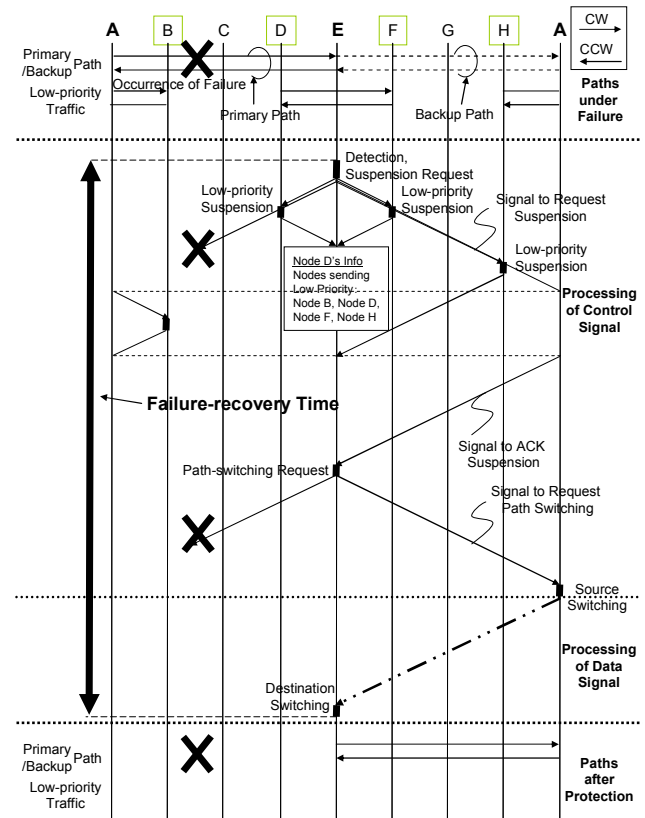 A B C D E F G H A
CW
CCW
Primary
/Backup Path
Occurrence of Failure
Low-priority
Traffic
Primary Path
Backup Path
Paths
under
Failure
Detection,
Suspension Request
Low-priority
Suspension
Low-priority
Suspension
Signal to Request
Suspension
Low-priority
Suspension
Node D's Info
Nodes sending
Low Priority:
Node B, Node D,
Node F, Node H
Processing
of Control
Signal
Failure-recovery Time
Signal to ACK
Suspension
Path-switching Request
Signal to Request
Path Switching
Source
Switching
Processing
of Data
Signal
Destination
Switching
Primary
/Backup Path
Low-priority
Traffic
Paths
after
Protection